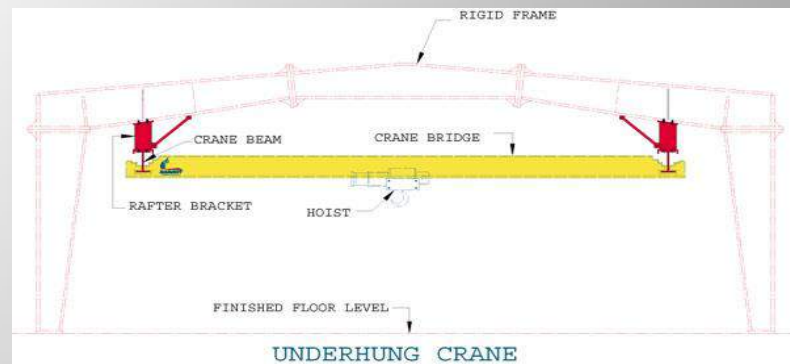 RIGID FRAME
CRANE BEAM
CRANE BRIDGE
RAFTER BRACKET
HOIST
FINISHED FLOOR LEVEL
UNDERHUNG CRANE